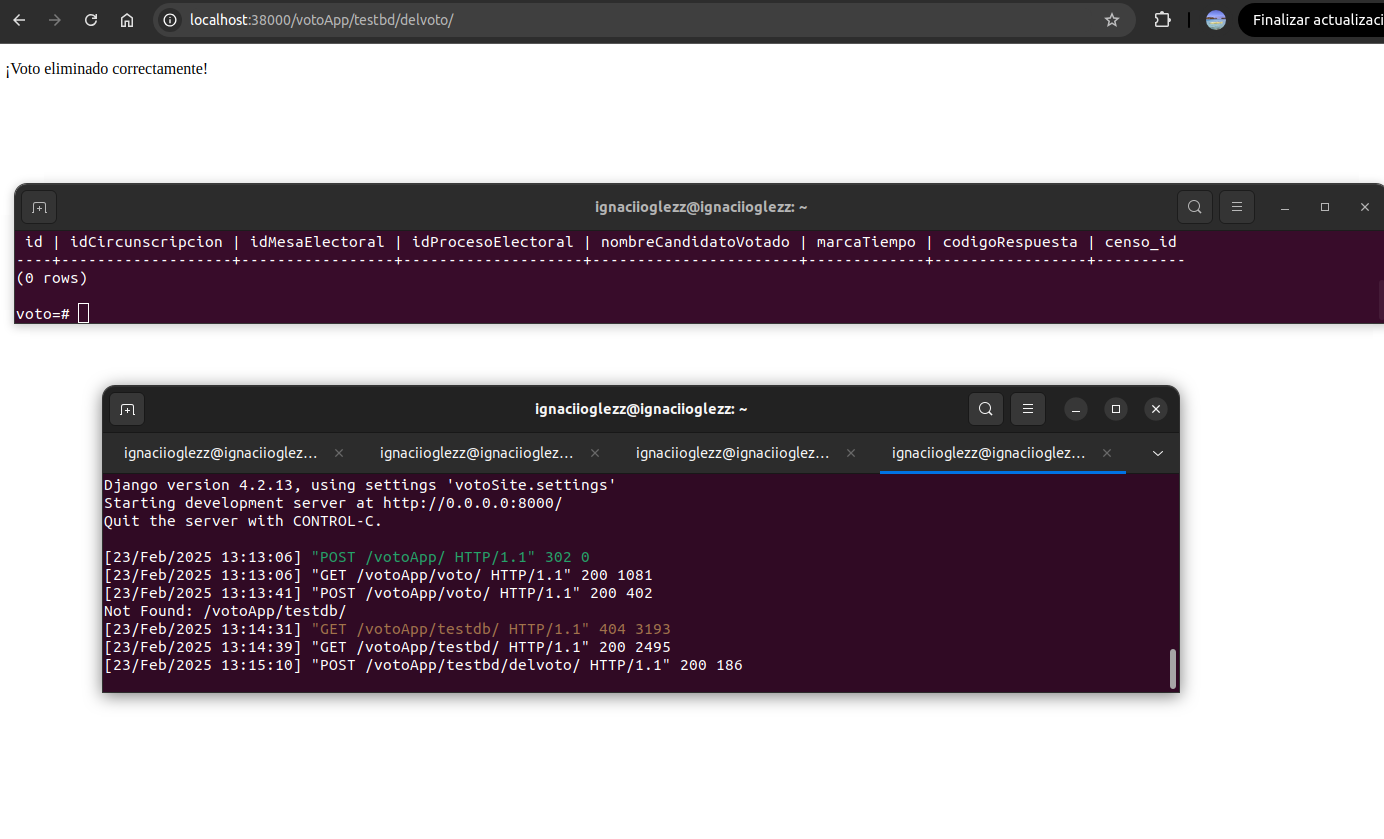 localhost:38000/votoApp/testbd/delvoto/
Finalizar actualizaci
¡Voto eliminado correctamente!
ignaciioglezz@ignaciioglezz: ~
 id | idCircunscripcion | idMesaElectoral | idProcesoElectoral | nombreCandidatoVotado | marcaTiempo | codigoRespuesta | censo_id
----+-------------------+-----------------+--------------------+-----------------------+-------------+-----------------+----------
(0 rows)
voto=#
ignaciioglezz@ignaciioglezz: ~
ignaciioglezz@ignaciioglez… ignaciioglezz@ignaciioglez… ignaciioglezz@ignaciioglez… ignaciioglezz@ignaciioglez…
Django version 4.2.13, using settings 'votoSite.settings'
Starting development server at http://0.0.0.0:8000/
Quit the server with CONTROL-C.
[23/Feb/2025 13:13:06] "POST /votoApp/ HTTP/1.1" 302 0
[23/Feb/2025 13:13:06] "GET /votoApp/voto/ HTTP/1.1" 200 1081
[23/Feb/2025 13:13:41] "POST /votoApp/voto/ HTTP/1.1" 200 402
Not Found: /votoApp/testdb/
[23/Feb/2025 13:14:31] "GET /votoApp/testdb/ HTTP/1.1" 404 3193
[23/Feb/2025 13:14:39] "GET /votoApp/testbd/ HTTP/1.1" 200 2495
[23/Feb/2025 13:15:10] "POST /votoApp/testbd/delvoto/ HTTP/1.1" 200 186